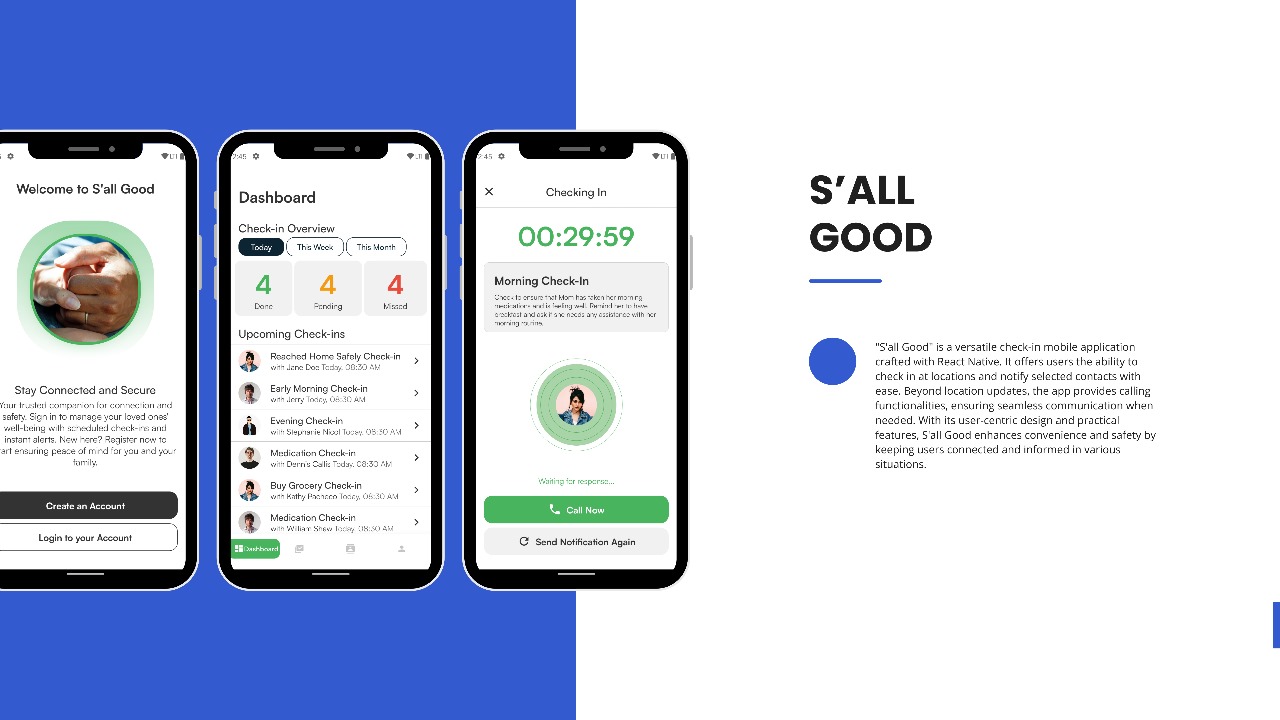 Welcome to S'all Good
Stay Connected and Secure
Your trusted companion for connection and
safety. Sign in to manage your loved ones'
well-being with scheduled check-ins and
instant alerts. New here? Register now to
art ensuring peace of mind for you and your
family.
Create an Account
Login to your Account
2:45
LTE
Dashboard
Check-in Overview
Today This Week This Month
4 4 4
Done Pending Missed
Upcoming Check-ins
Reached Home Safely Check-in
with Jane Doe Today, 08:30 AM
Early Morning Check-in
with Jerry Today, 08:30 AM
Evening Check-in
with Stephanie Nicol Today, 08:30 AM
Medication Check-in
with Dennis Callis Today, 08:30 AM
Buy Grocery Check-in
with Kathy Pacheco Today, 08:30 AM
Medication Check-in
with William Shaw Today, 08:30 AM
Dashboard
2:45
Checking In
00:29:59
Morning Check-In
Check to ensure that Mom has taken her morning
medications and is feeling well. Remind her to have
breakfast and ask if she needs any assistance with her
morning routine.
Waiting for response...
Call Now
Send Notification Again
S'ALL
GOOD
"S'all Good" is a versatile check-in mobile application
crafted with React Native. It offers users the ability to
check in at locations and notify selected contacts with
ease. Beyond location updates, the app provides calling
functionalities, ensuring seamless communication when
needed. With its user-centric design and practical
features, S'all Good enhances convenience and safety by
keeping users connected and informed in various
situations.